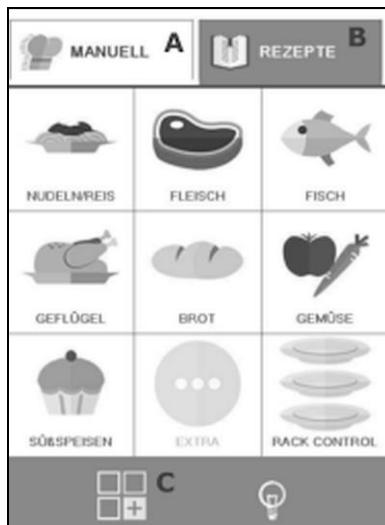 MANUELL A
REZEPTE B
NUDELN/REIS FLEISCH FISCH
GEFLÜGEL BROT GEMÜSE
SÜßSPEISEN EXTRA RACK CONTROL
C